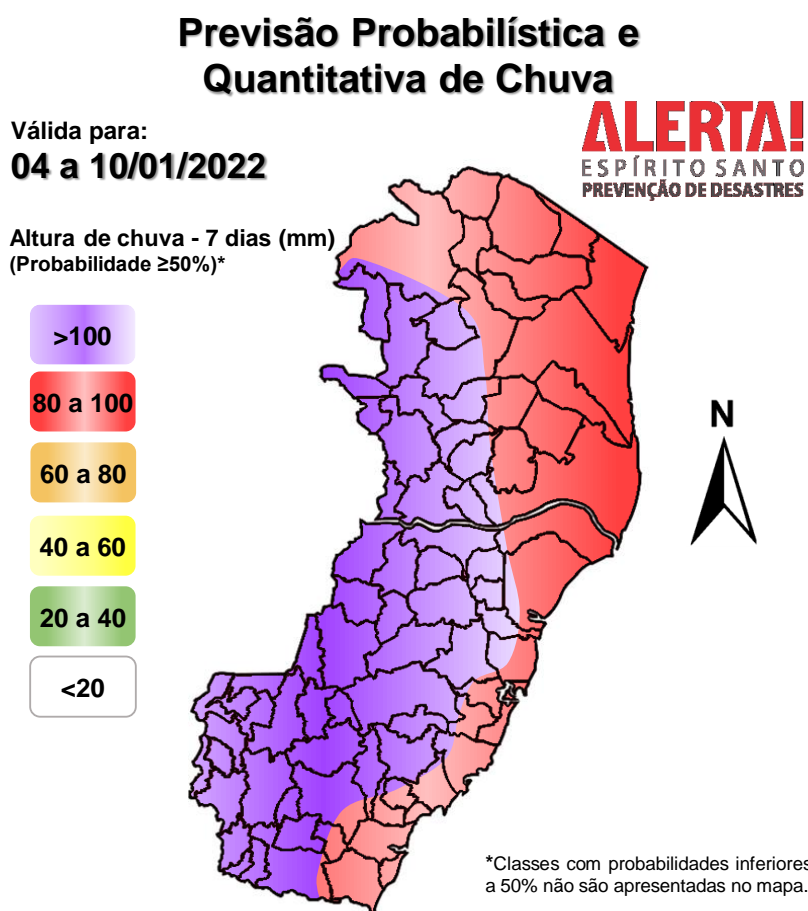 Previsão Probabilística e
Quantitativa de Chuva
Válida para:
04 a 10/01/2022
ALERTA!
ESPÍRITO SANTO
PREVENÇÃO DE DESASTRES
Altura de chuva - 7 dias (mm)
(Probabilidade ≥50%)*
>100
80 a 100
60 a 80
40 a 60
20 a 40
<20
N
*Classes com probabilidades inferiores
a 50% não são apresentadas no mapa.